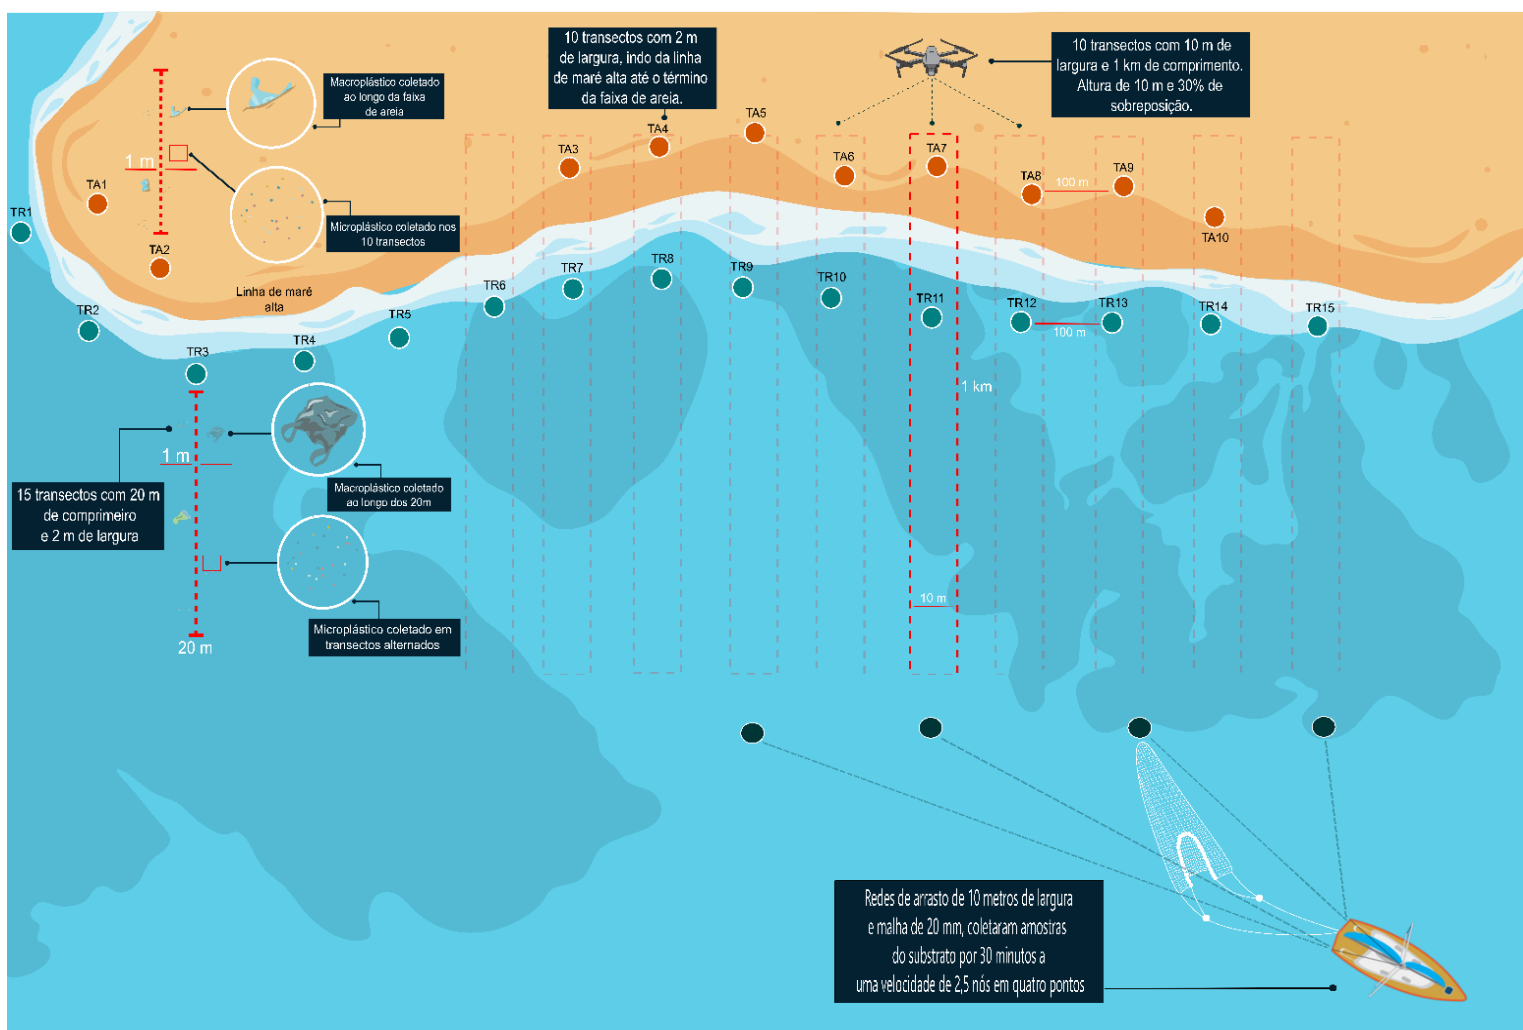 10 transectos com 2 m
de largura, indo da linha
de maré alta até o término
da faixa de areia.
10 transectos com 10 m de
largura e 1 km de comprimento.
Altura de 10 m e 30% de
sobreposição.
Macroplástico coletado
ao longo da faixa
de areia
1 m
Microplástico coletado nos
10 transectos
TA1
TA2
TA3
TA4
TA5
TA6
TA7
TA8
100 m
TA9
TA10
Linha de maré
alta
TR1
TR2
TR3
TR4
TR5
TR6
TR7
TR8
TR9
TR10
TR11
TR12
100 m
TR13
TR14
TR15
1 km
10 m
1 m
15 transectos com 20 m
de comprimeiro
e 2 m de largura
Macroplástico coletado
ao longo dos 20m
Microplástico coletado em
transectos alternados
20 m
Redes de arrasto de 10 metros de largura
e malha de 20 mm, coletaram amostras
do substrato por 30 minutos a
uma velocidade de 2,5 nós em quatro pontos